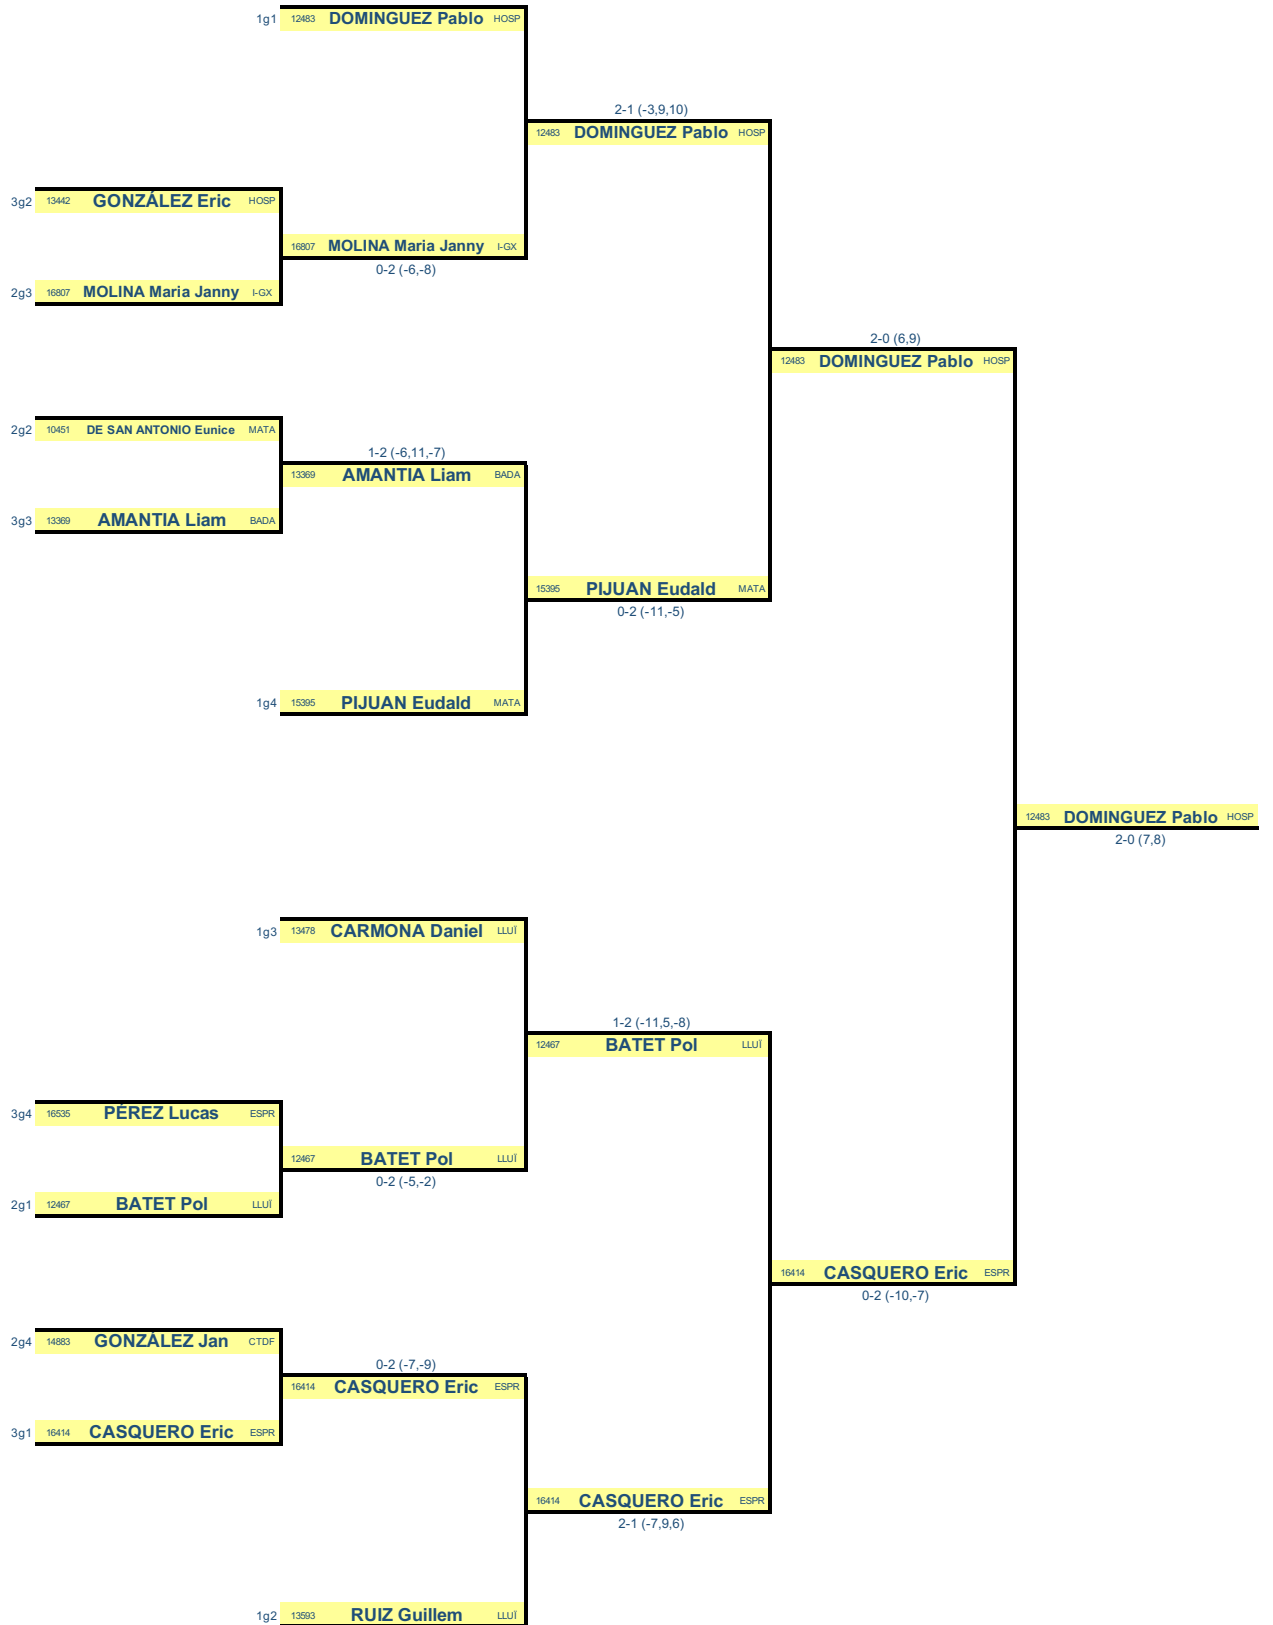 1g1 12483 DOMINGUEZ Pablo HOSP
2-1 (-3,9,10)
12483 DOMINGUEZ Pablo HOSP
3g2 13442 GONZÁLEZ Eric HOSP
16807 MOLINA Maria Janny I-GX
0-2 (-6,-8)
2g3 16807 MOLINA Maria Janny I-GX
2-0 (6,9)
12483 DOMINGUEZ Pablo HOSP
2g2 10451 DE SAN ANTONIO Eunice MATA
1-2 (-6,11,-7)
13369 AMANTIA Liam BADA
3g3 13369 AMANTIA Liam BADA
15395 PIJUAN Eudald MATA
0-2 (-11,-5)
1g4 15395 PIJUAN Eudald MATA
12483 DOMINGUEZ Pablo HOSP
2-0 (7,8)
1g3 13478 CARMONA Daniel LLUÏ
1-2 (-11,5,-8)
12467 BATET Pol LLUÏ
3g4 16535 PÉREZ Lucas ESPR
12467 BATET Pol LLUÏ
0-2 (-5,-2)
2g1 12467 BATET Pol LLUÏ
16414 CASQUERO Eric ESPR
0-2 (-10,-7)
2g4 14883 GONZÁLEZ Jan CTDF
0-2 (-7,-9)
16414 CASQUERO Eric ESPR
3g1 16414 CASQUERO Eric ESPR
16414 CASQUERO Eric ESPR
2-1 (-7,9,6)
1g2 13593 RUIZ Guillem LLUÏ